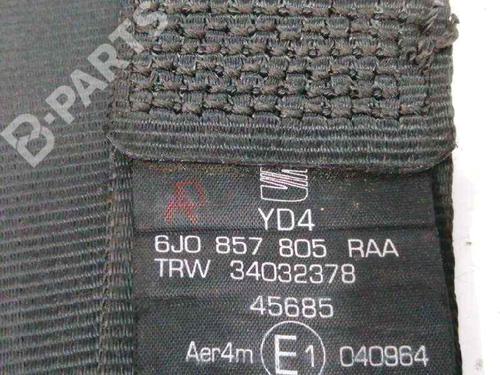 B-PARTS
YD4
6J0 857 805 RAA
TRW 34032378
45685
Aer4m E1 040964